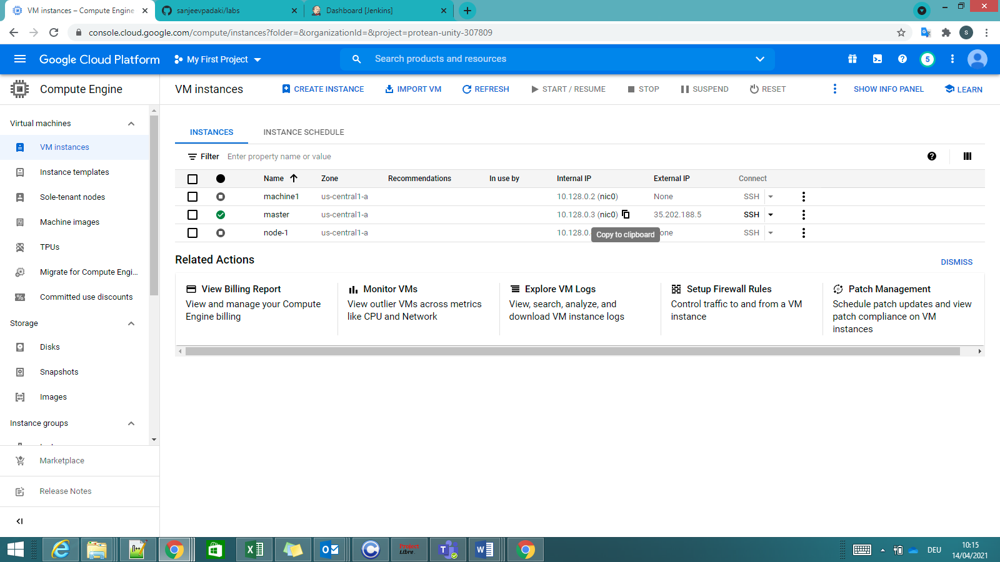 VM instances – Compute Engine
sanjeevpadaki/labs
Dashboard [Jenkins]
console.cloud.google.com/compute/instances?folder=&organizationId=&project=protean-unity-307809
S
Google Cloud Platform
My First Project
Search products and resources
5
Compute Engine
VM instances
CREATE INSTANCE
IMPORT VM
REFRESH
START / RESUME
STOP
SUSPEND
RESET
SHOW INFO PANEL
LEARN
Virtual machines
VM instances
Instance templates
Sole-tenant nodes
Machine images
TPUs
Migrate for Compute Engi...
Committed use discounts
Storage
Disks
Snapshots
Images
Instance groups
Marketplace
Release Notes
INSTANCES
INSTANCE SCHEDULE
Filter
Enter property name or value
Name Zone Recommendations In use by Internal IP External IP Connect
machine1 us-central1-a 10.128.0.2 (nic0) None SSH
master us-central1-a 10.128.0.3 (nic0) 35.202.188.5 SSH
node-1 us-central1-a 10.128.0. one SSH
Copy to clipboard
Related Actions
DISMISS
View Billing Report
View and manage your Compute
Engine billing
Monitor VMs
View outlier VMs across metrics
like CPU and Network
Explore VM Logs
View, search, analyze, and
download VM instance logs
Setup Firewall Rules
Control traffic to and from a VM
instance
Patch Management
Schedule patch updates and view
patch compliance on VM
instances
Project
Libre
DEU
10:15
14/04/2021